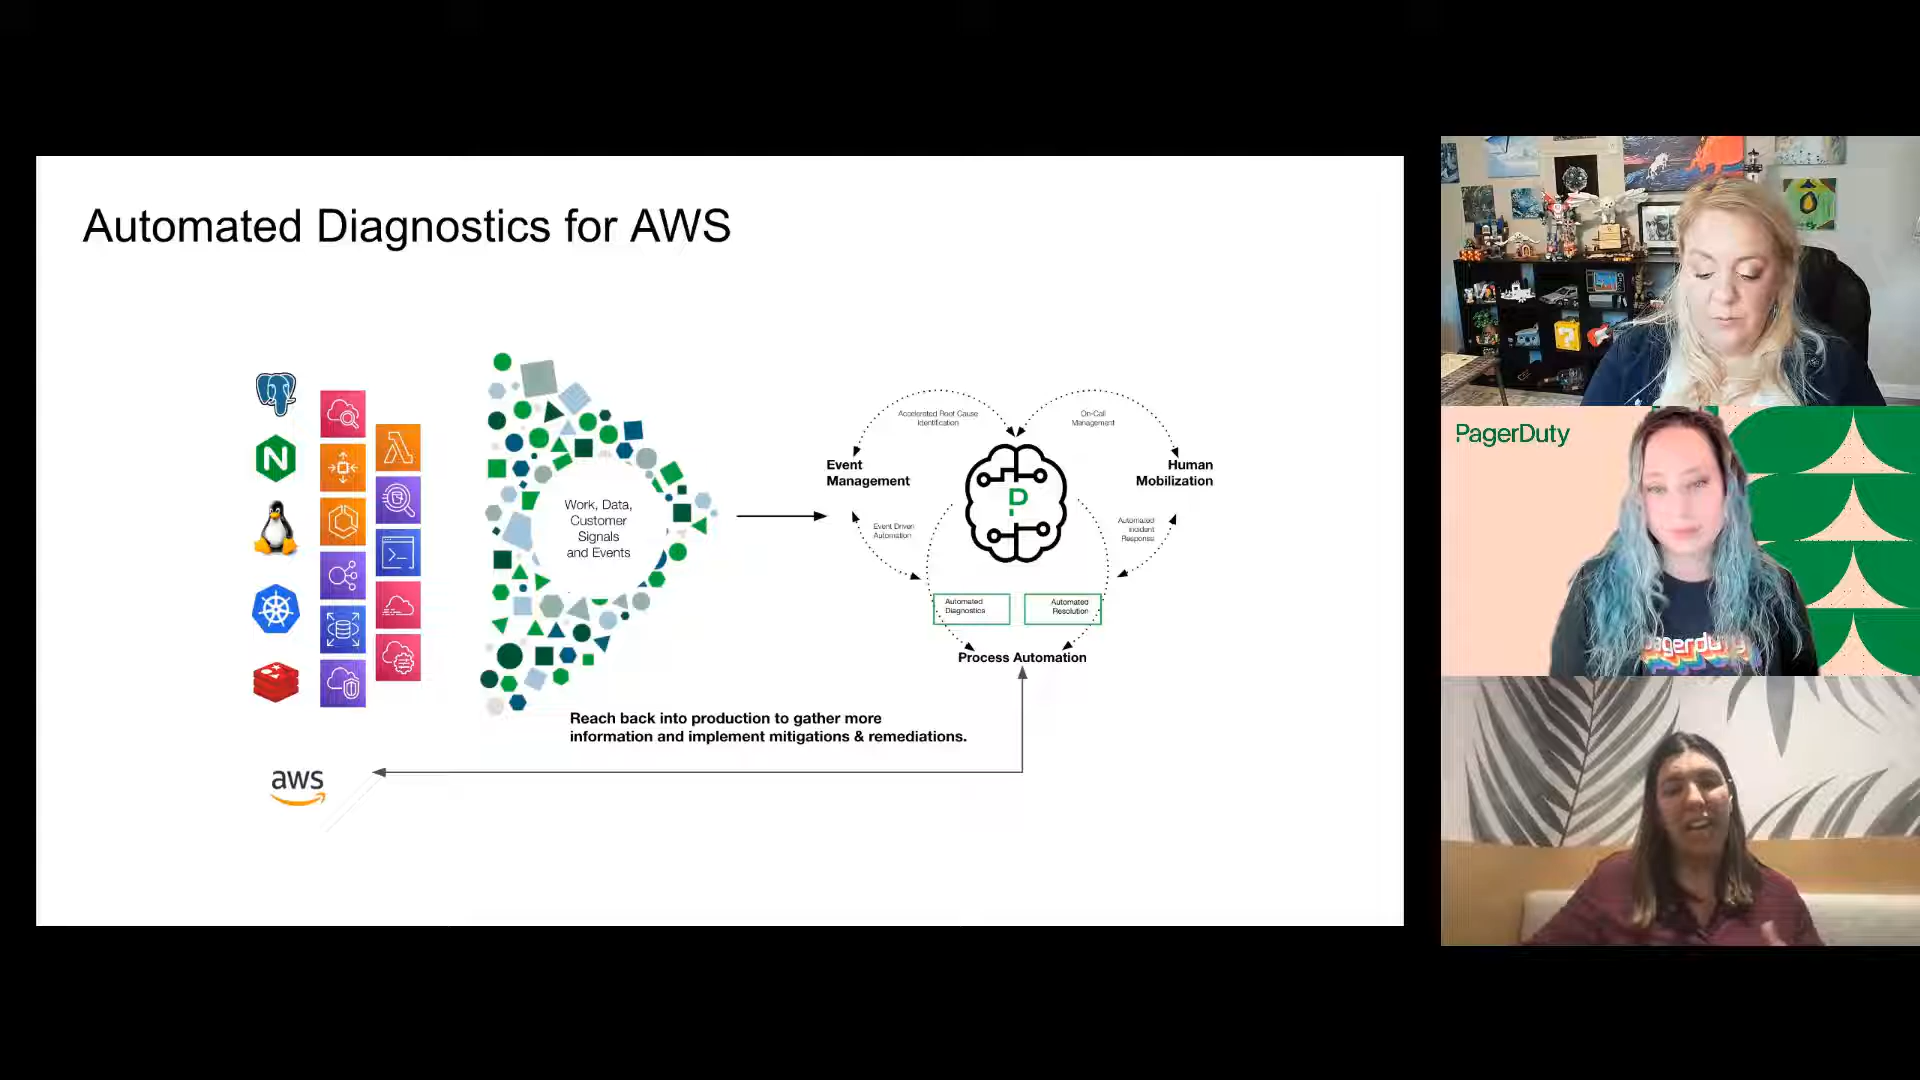 Automated Diagnostics for AWS
Work, Data,
Customer
Signals
and Events
Accelerated Root Cause
Identification
On-Call
Management
Event
Management
Human
Mobilization
P
Event Driven
Automation
Automated
Incident
Response
Automated
Diagnostics
Automated
Resolution
Process Automation
Reach back into production to gather more
information and implement mitigations & remediations.
aws
N
PagerDuty
pagerduty